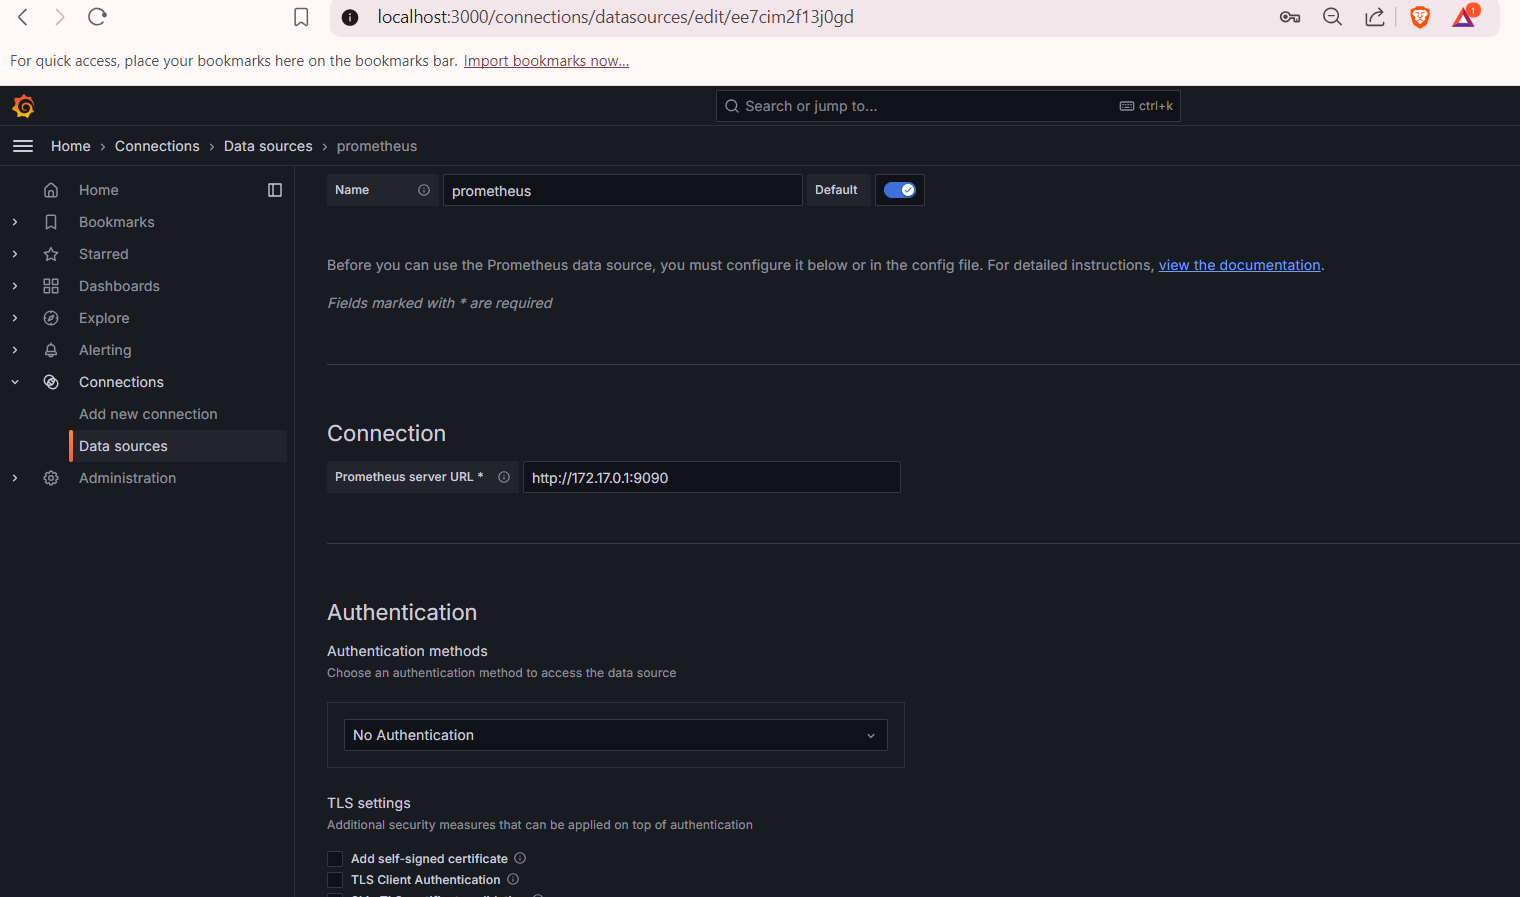 localhost:3000/connections/datasources/edit/ee7cim2f13j0gd
1
For quick access, place your bookmarks here on the bookmarks bar. Import bookmarks now...
Search or jump to... ctrl+k
Home › Connections › Data sources › prometheus
Home
Bookmarks
Starred
Dashboards
Explore
Alerting
Connections
Add new connection
Data sources
Administration
Name prometheus Default
Before you can use the Prometheus data source, you must configure it below or in the config file. For detailed instructions, view the documentation.
Fields marked with * are required
Connection
Prometheus server URL * http://172.17.0.1:9090
Authentication
Authentication methods
Choose an authentication method to access the data source
No Authentication
TLS settings
Additional security measures that can be applied on top of authentication
Add self-signed certificate
TLS Client Authentication